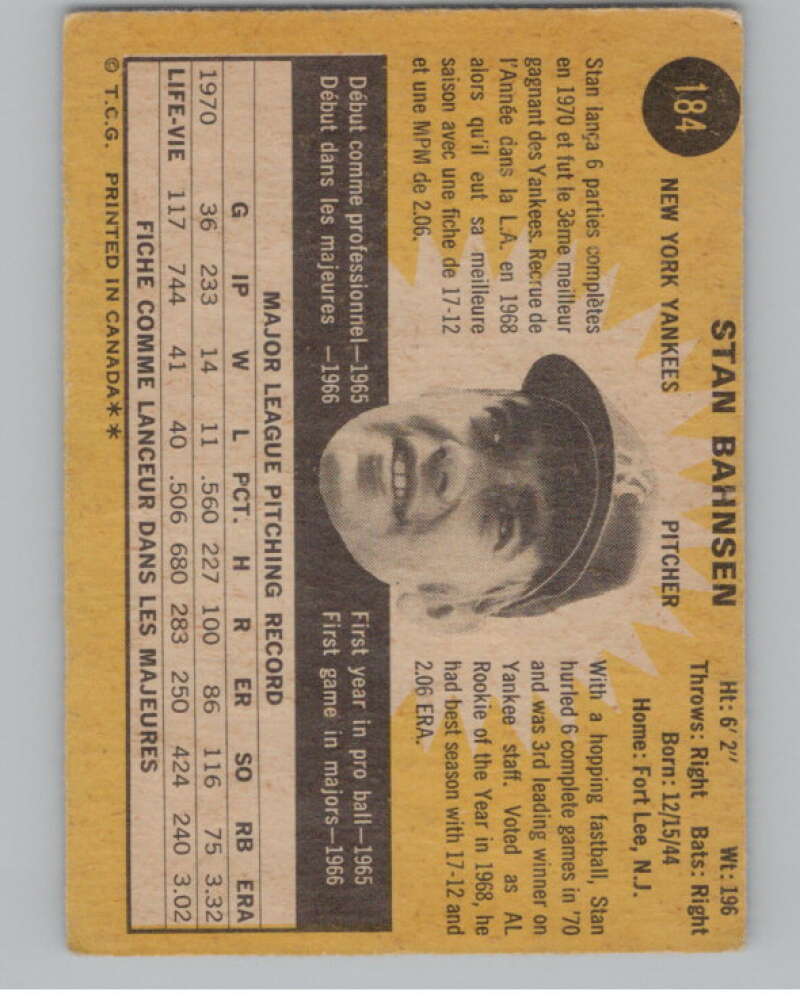 184
STAN BAHNSEN
NEW YORK YANKEES PITCHER
Ht: 6' 2" Wt: 196
Throws: Right Bats: Right
Born: 12/15/44
Home: Fort Lee, N.J.
Stan lança 6 parties complètes
en 1970 et fut le 3ème meilleur
gagnant des Yankees. Recrue de
l'Année dans la L.A. en 1968
alors qu'il eut sa meilleure
saison avec une fiche de 17-12
et une MPM de 2.06.
With a hopping fastball, Stan
hurled 6 complete games in '70
and was 3rd leading winner on
Yankee staff. Voted as AL
Rookie of the Year in 1968, he
had best season with 17-12 and
2.06 ERA.
Début comme professionnel—1965
Début dans les majeures —1966
First year in pro ball—1965
First game in majors—1966
MAJOR LEAGUE PITCHING RECORD
G IP W L PCT. H R ER SO RB ERA
1970 36 233 14 11 .560 227 100 86 116 75 3.32
LIFE-VIE 117 744 41 40 .506 680 283 250 424 240 3.02
FICHE COMME LANCEUR DANS LES MAJEURES
© T.C.G. PRINTED IN CANADA**